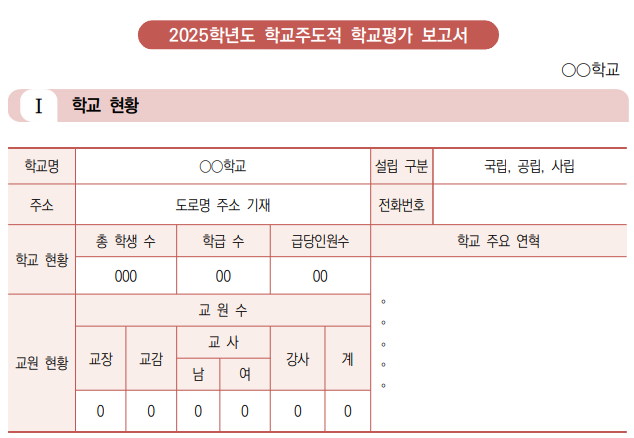 2025학년도 학교주도적 학교평가 보고서
○○학교
Ⅰ 학교 현황
학교명 ○○학교 설립 구분 국립, 공립, 사립
주소 도로명 주소 기재 전화번호
학교 현황 총 학생 수 학급 수 급당인원수 학교 주요 연혁
000 00 00
교원 현황 교 원 수
교장 교감 교 사 강사 계
남 여
0 0 0 0 0 0